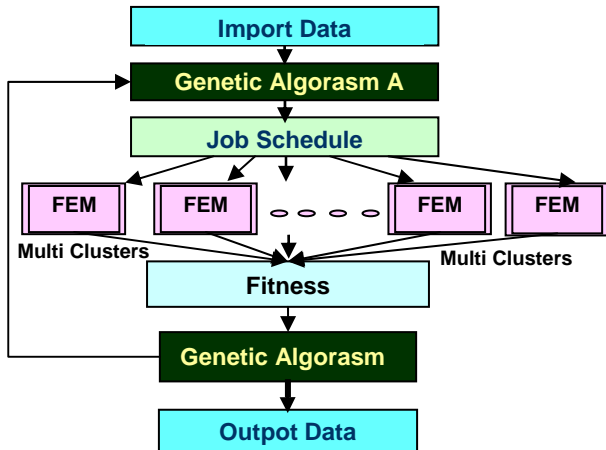 Import Data
Genetic Algorasm A
Job Schedule
FEM FEM FEM FEM
Multi Clusters Multi Clusters
Fitness
Genetic Algorasm
Outpot Data